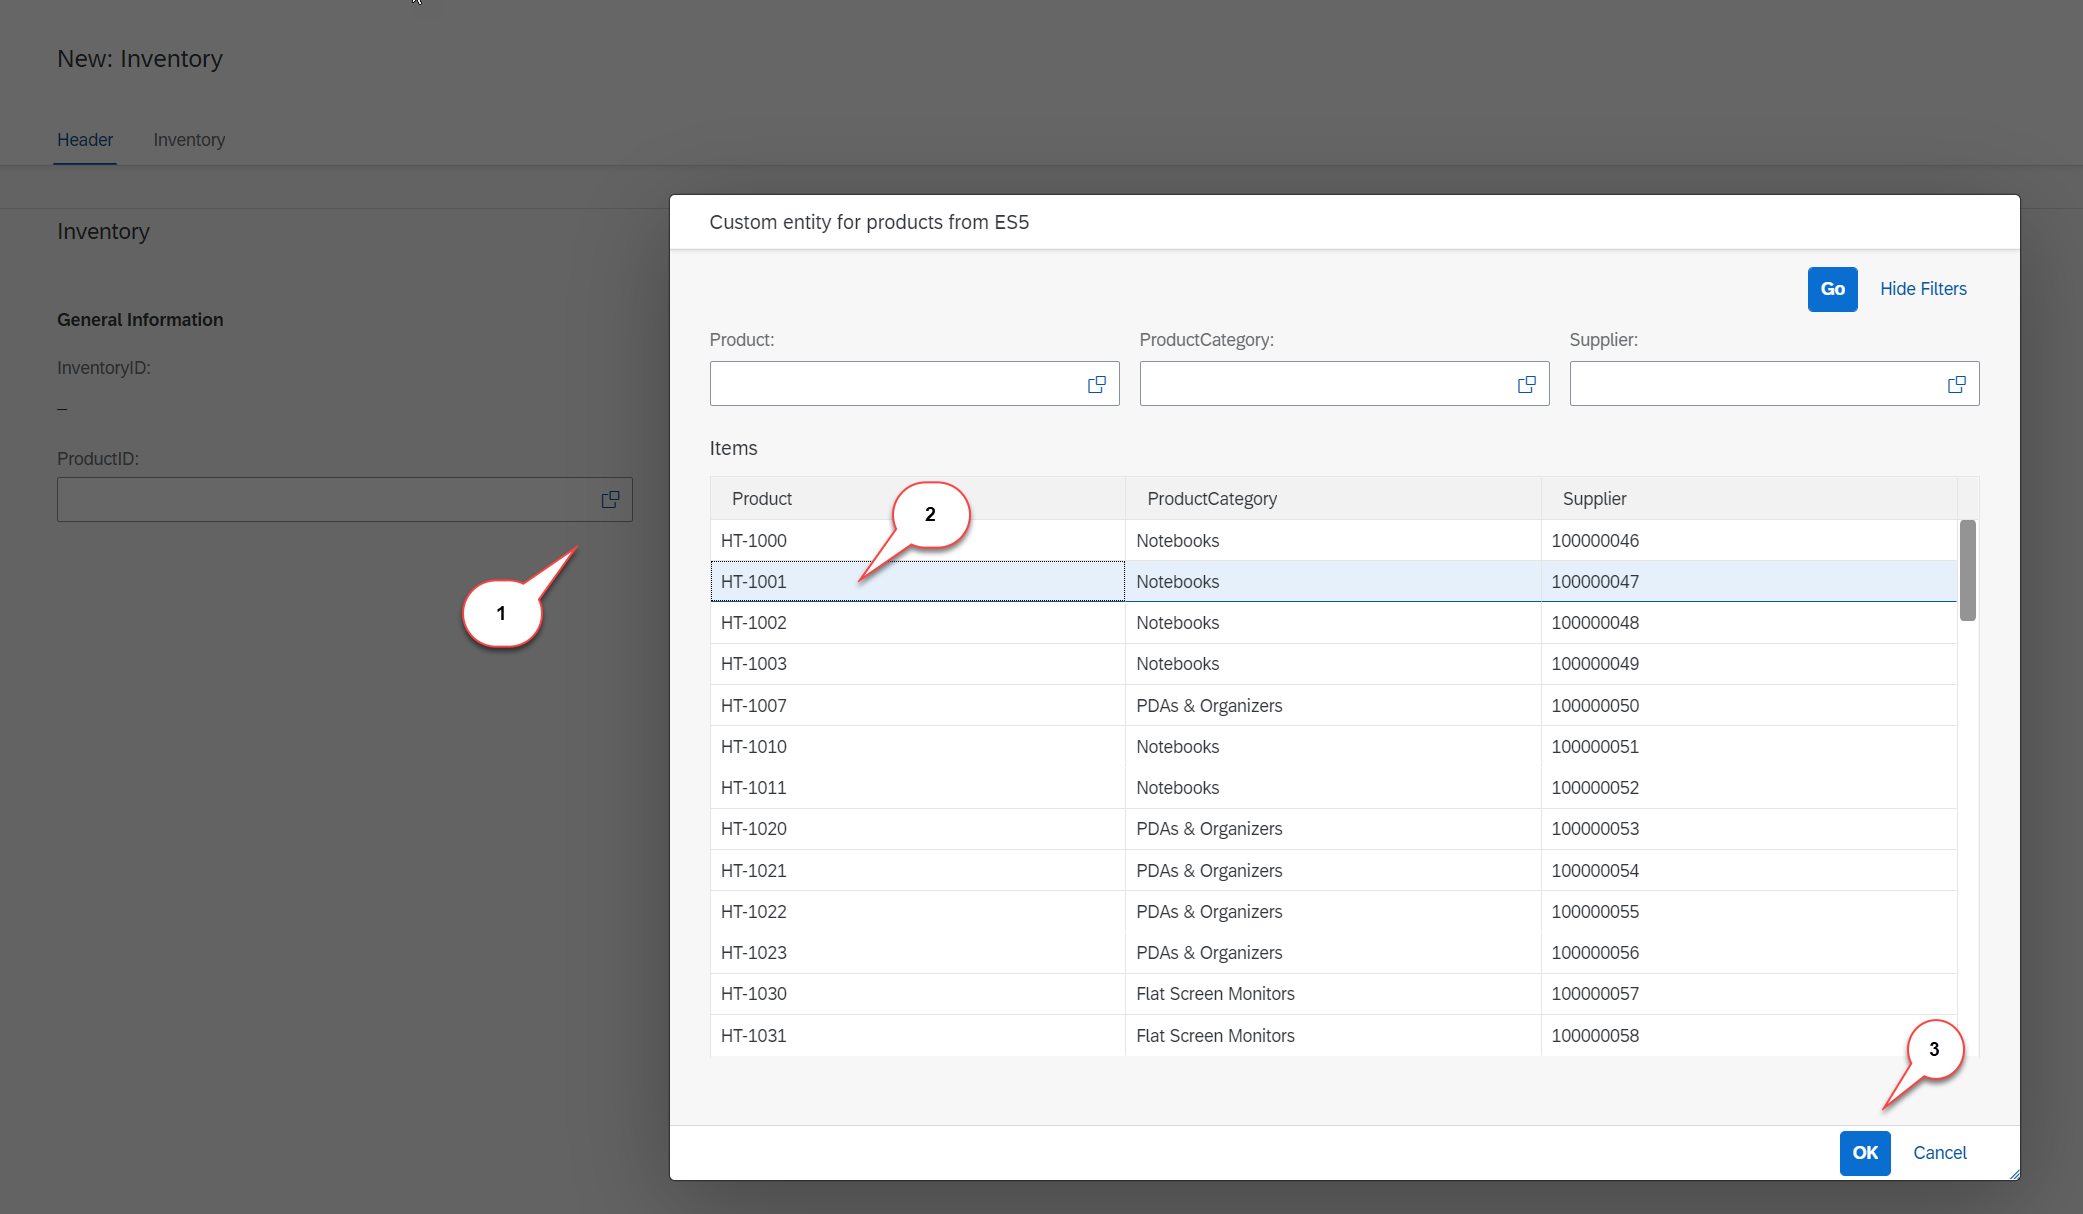 New: Inventory
Header Inventory
Inventory
General Information
InventoryID:
–
ProductID:
1
Custom entity for products from ES5
Go Hide Filters
Product: ProductCategory: Supplier:
Items
Product ProductCategory Supplier
2
HT-1000 Notebooks 100000046
HT-1001 Notebooks 100000047
HT-1002 Notebooks 100000048
HT-1003 Notebooks 100000049
HT-1007 PDAs & Organizers 100000050
HT-1010 Notebooks 100000051
HT-1011 Notebooks 100000052
HT-1020 PDAs & Organizers 100000053
HT-1021 PDAs & Organizers 100000054
HT-1022 PDAs & Organizers 100000055
HT-1023 PDAs & Organizers 100000056
HT-1030 Flat Screen Monitors 100000057
HT-1031 Flat Screen Monitors 100000058
3
OK Cancel